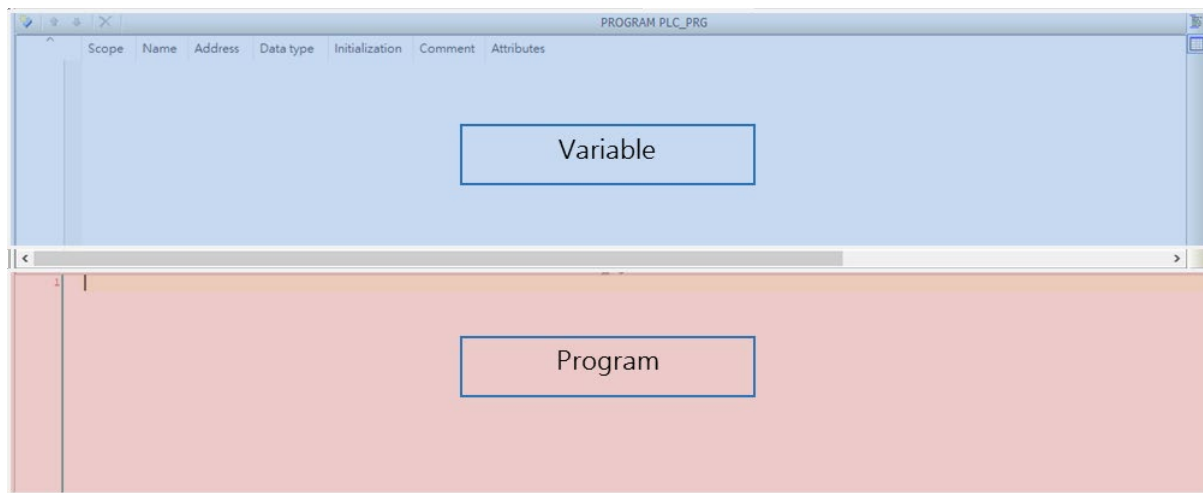 PROGRAM PLC_PRG
Scope Name Address Data type Initialization Comment Attributes
Variable
1
Program